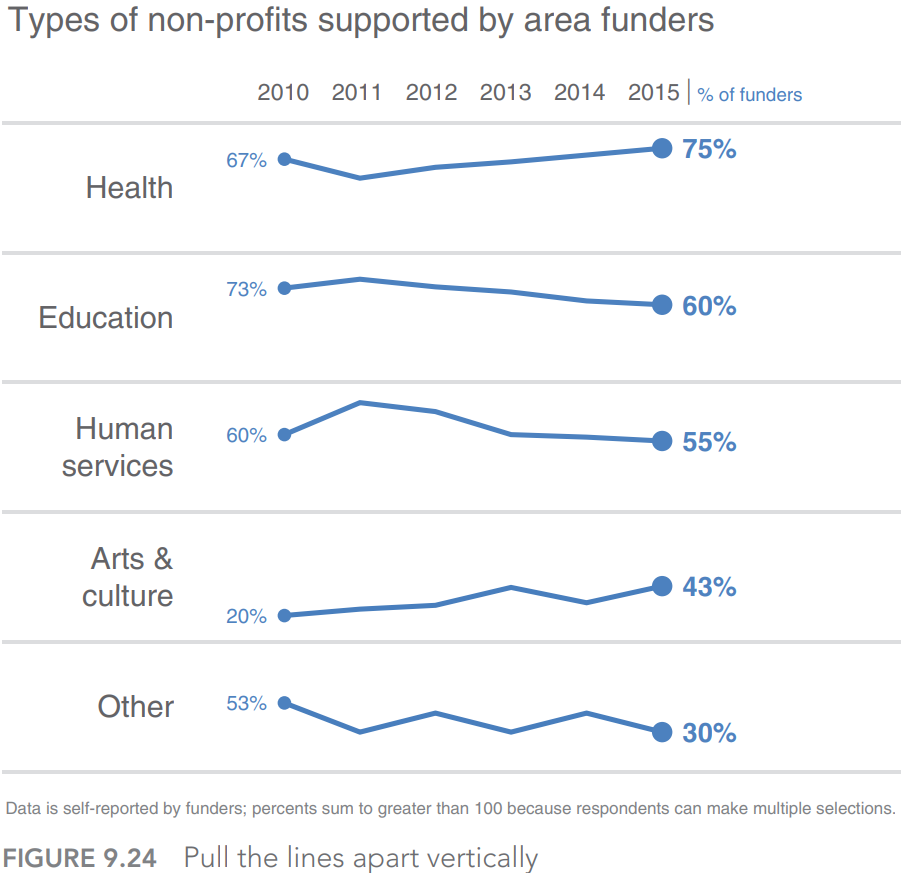 Types of non-profits supported by area funders
2010 2011 2012 2013 2014 2015 | % of funders
67% 75%
Health
73% 60%
Education
Human
services
60% 55%
Arts &
culture
20% 43%
Other
53% 30%
Data is self-reported by funders; percents sum to greater than 100 because respondents can make multiple selections.
FIGURE 9.24 Pull the lines apart vertically